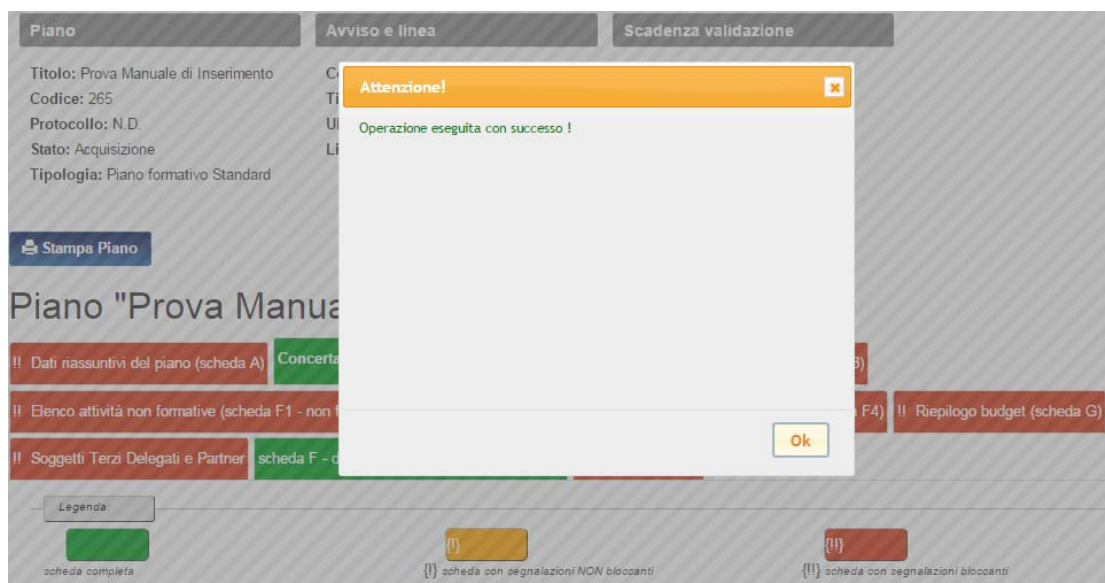 Piano
Avviso e linea
Scadenza validazione
Titolo: Prova Manuale di Inserimento
Codice: 265
Protocollo: N.D.
Stato: Acquisizione
Tipologia: Piano formativo Standard
Attenzione!
Operazione eseguita con successo !
Ok
Stampa Piano
Piano "Prova
!! Dati riassuntivi del piano (scheda A)
!! Elenco attività non formative (scheda F1 -
F4)
!! Riepilogo budget (scheda G)
!! Soggetti Terzi Delegati e Partner
scheda F -
Legenda:
{!}
{!!}
scheda completa
{!} scheda con segnalazioni NON bloccanti
{!!} scheda con segnalazioni bloccanti